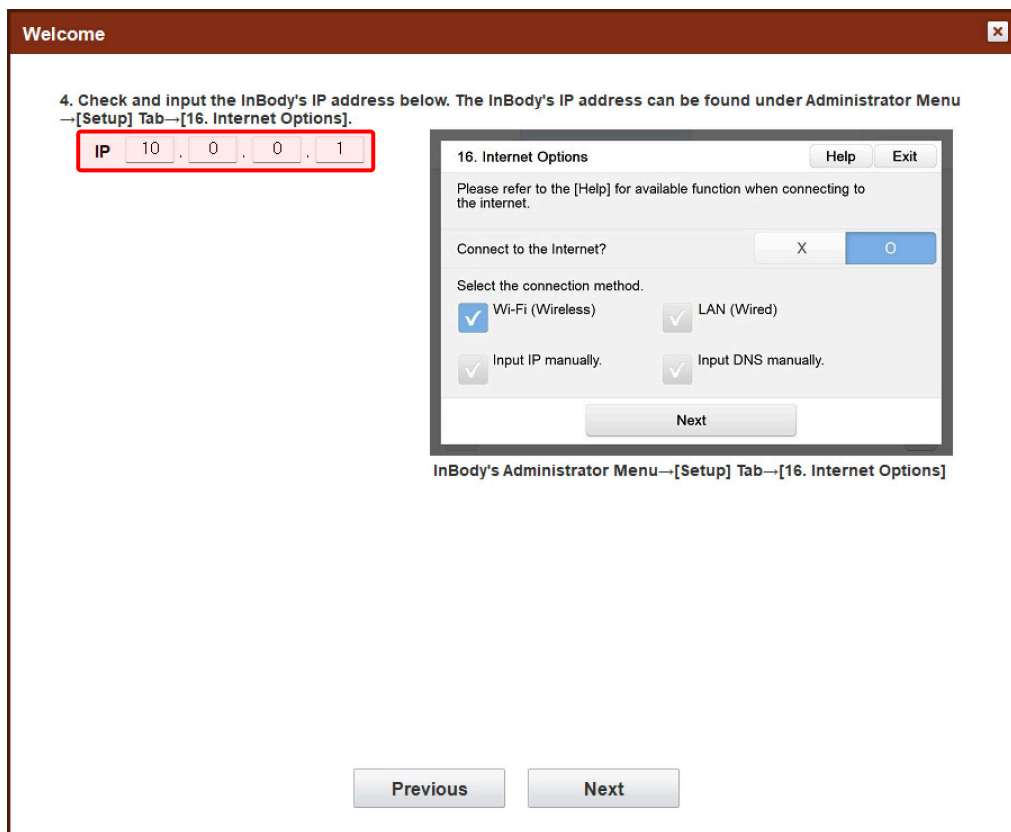 Welcome
4. Check and input the InBody's IP address below. The InBody's IP address can be found under Administrator Menu
→[Setup] Tab→[16. Internet Options].
IP 10 . 0 . 0 . 1
16. Internet Options Help Exit
Please refer to the [Help] for available function when connecting to
the internet.
Connect to the Internet? X O
Select the connection method.
Wi-Fi (Wireless) LAN (Wired)
Input IP manually. Input DNS manually.
Next
InBody's Administrator Menu→[Setup] Tab→[16. Internet Options]
Previous Next